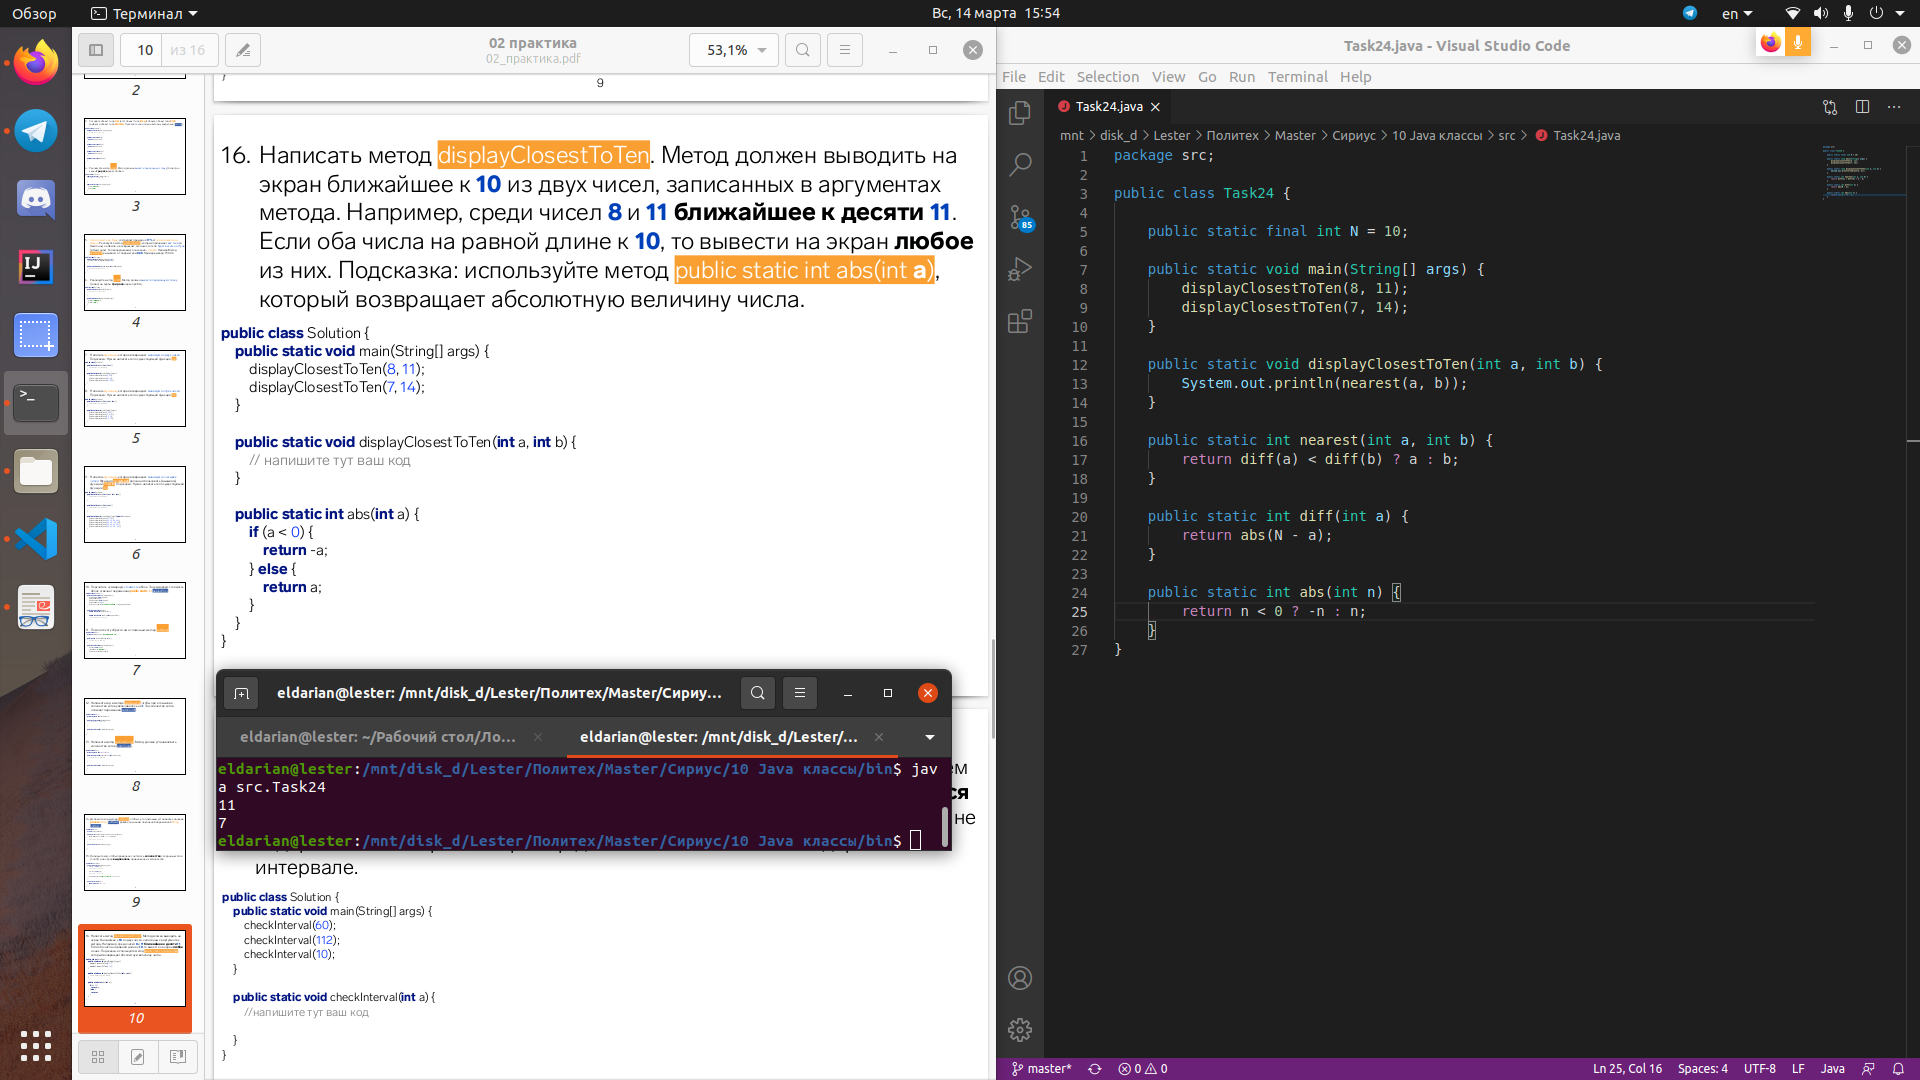 Обзор
Терминал
Вс, 14 марта 15:54
en
10 из 16
02 практика
02_практика.pdf
53,1%
2
3
4
5
6
7
8
9
10
9
16. Написать метод displayClosestToTen. Метод должен выводить на
экран ближайшее к 10 из двух чисел, записанных в аргументах
метода. Например, среди чисел 8 и 11 ближайшее к десяти 11.
Если оба числа на равной длине к 10, то вывести на экран любое
из них. Подсказка: используйте метод public static int abs(int a),
который возвращает абсолютную величину числа.
public class Solution {
public static void main(String[] args) {
displayClosestToTen(8, 11);
displayClosestToTen(7, 14);
}
public static void displayClosestToTen(int a, int b) {
// напишите тут ваш код
}
public static int abs(int a) {
if (a < 0) {
return -a;
} else {
return a;
}
}
}
eldarian@lester: /mnt/disk_d/Lester/Политех/Master/Сириу...
eldarian@lester: ~/Рабочий стол/Ло...
eldarian@lester: /mnt/disk_d/Lester/...
eldarian@lester:/mnt/disk_d/Lester/Политех/Master/Сириус/10 Java классы/bin$ jav
a src.Task24
11
7
eldarian@lester:/mnt/disk_d/Lester/Политех/Master/Сириус/10 Java классы/bin$
ем
ся
не
интервале.
public class Solution {
public static void main(String[] args) {
checkInterval(60);
checkInterval(112);
checkInterval(10);
}
public static void checkInterval(int a) {
//напишите тут ваш код
}
}
Task24.java - Visual Studio Code
File Edit Selection View Go Run Terminal Help
Task24.java
mnt > disk_d > Lester > Политех > Master > Сириус > 10 Java классы > src > Task24.java
85
1 package src;
2
3 public class Task24 {
4
5 public static final int N = 10;
6
7 public static void main(String[] args) {
8 displayClosestToTen(8, 11);
9 displayClosestToTen(7, 14);
10 }
11
12 public static void displayClosestToTen(int a, int b) {
13 System.out.println(nearest(a, b));
14 }
15
16 public static int nearest(int a, int b) {
17 return diff(a) < diff(b) ? a : b;
18 }
19
20 public static int diff(int a) {
21 return abs(N - a);
22 }
23
24 public static int abs(int n) {
25 return n < 0 ? -n : n;
26 }
27 }
master* 0 0
Ln 25, Col 16 Spaces: 4 UTF-8 LF Java